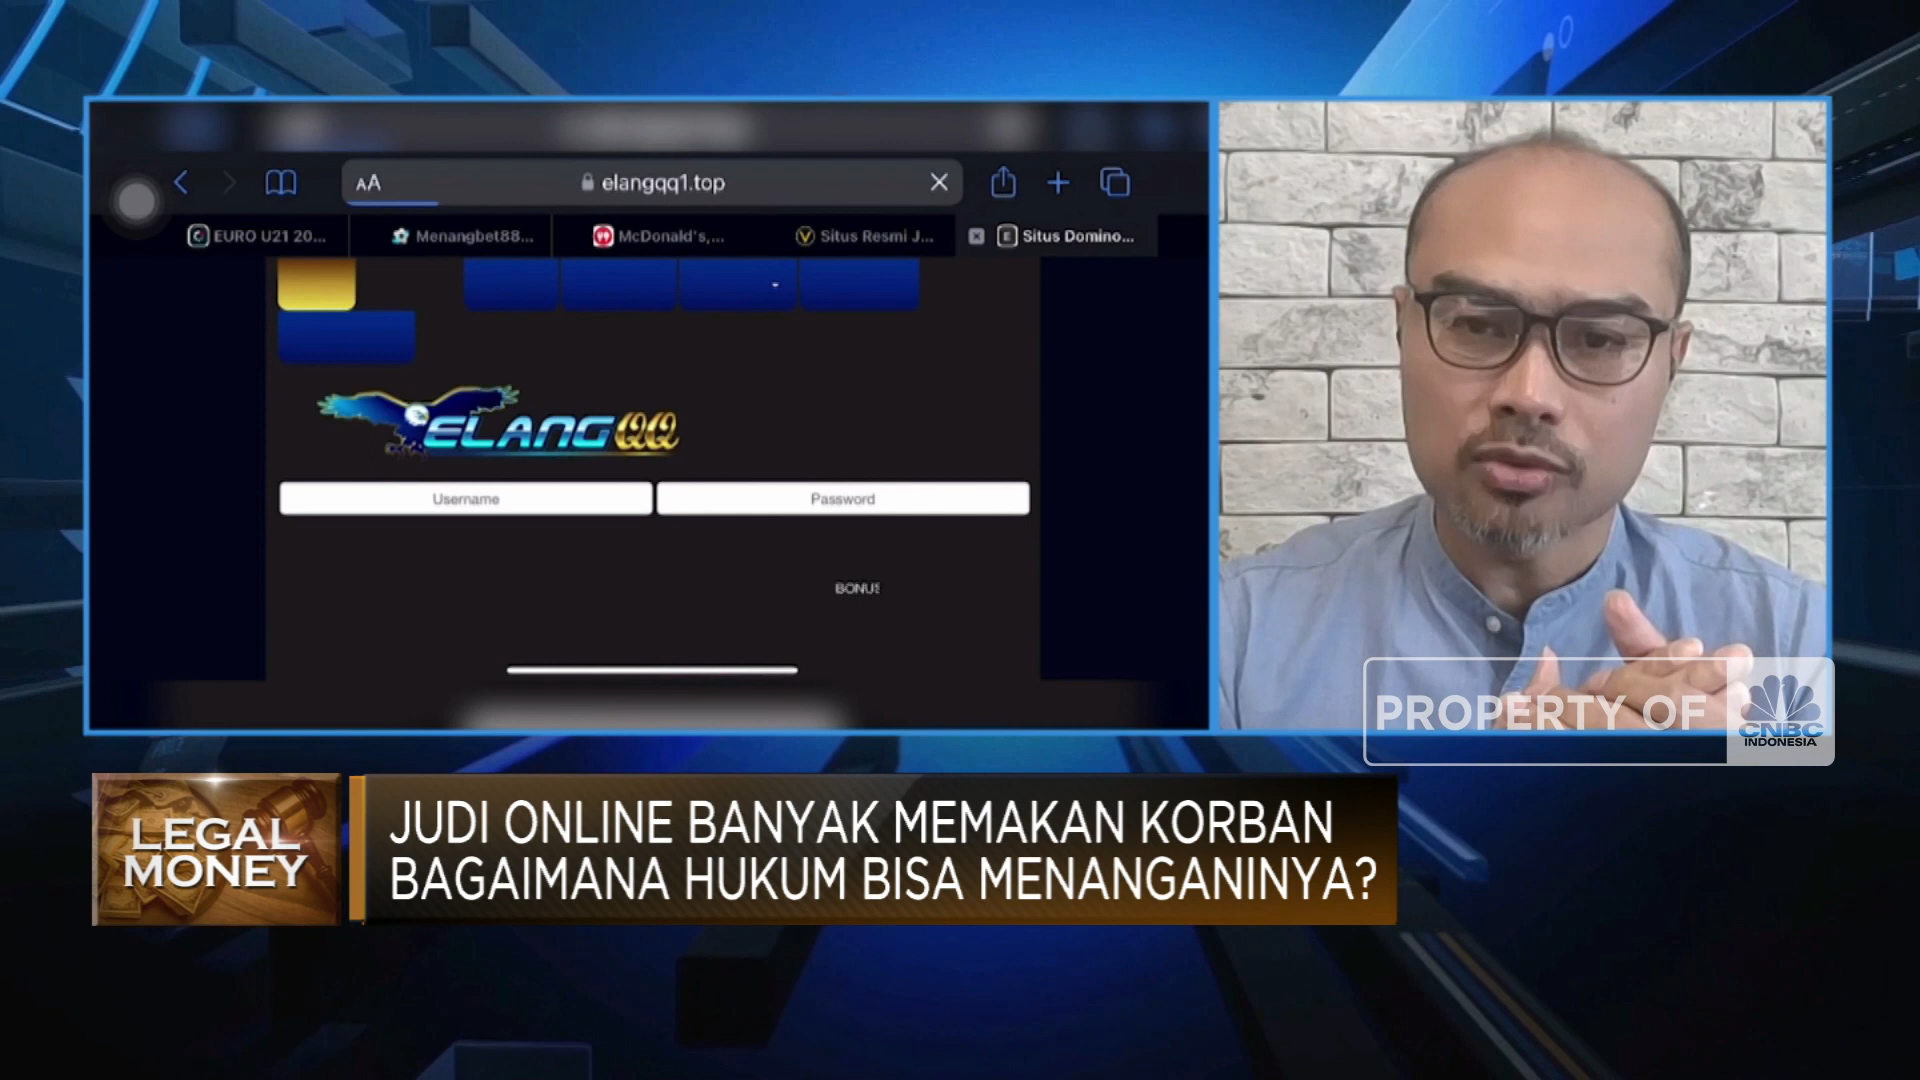 AA
elangqq1.top
EURO U21 20...
Menangbet88...
McDonald's,...
Situs Resmi J...
Situs Domino...
ELANGQQ
Username
Password
BONUS
PROPERTY OF
CNBC
INDONESIA
LEGAL
MONEY
JUDI ONLINE BANYAK MEMAKAN KORBAN
BAGAIMANA HUKUM BISA MENANGANINYA?